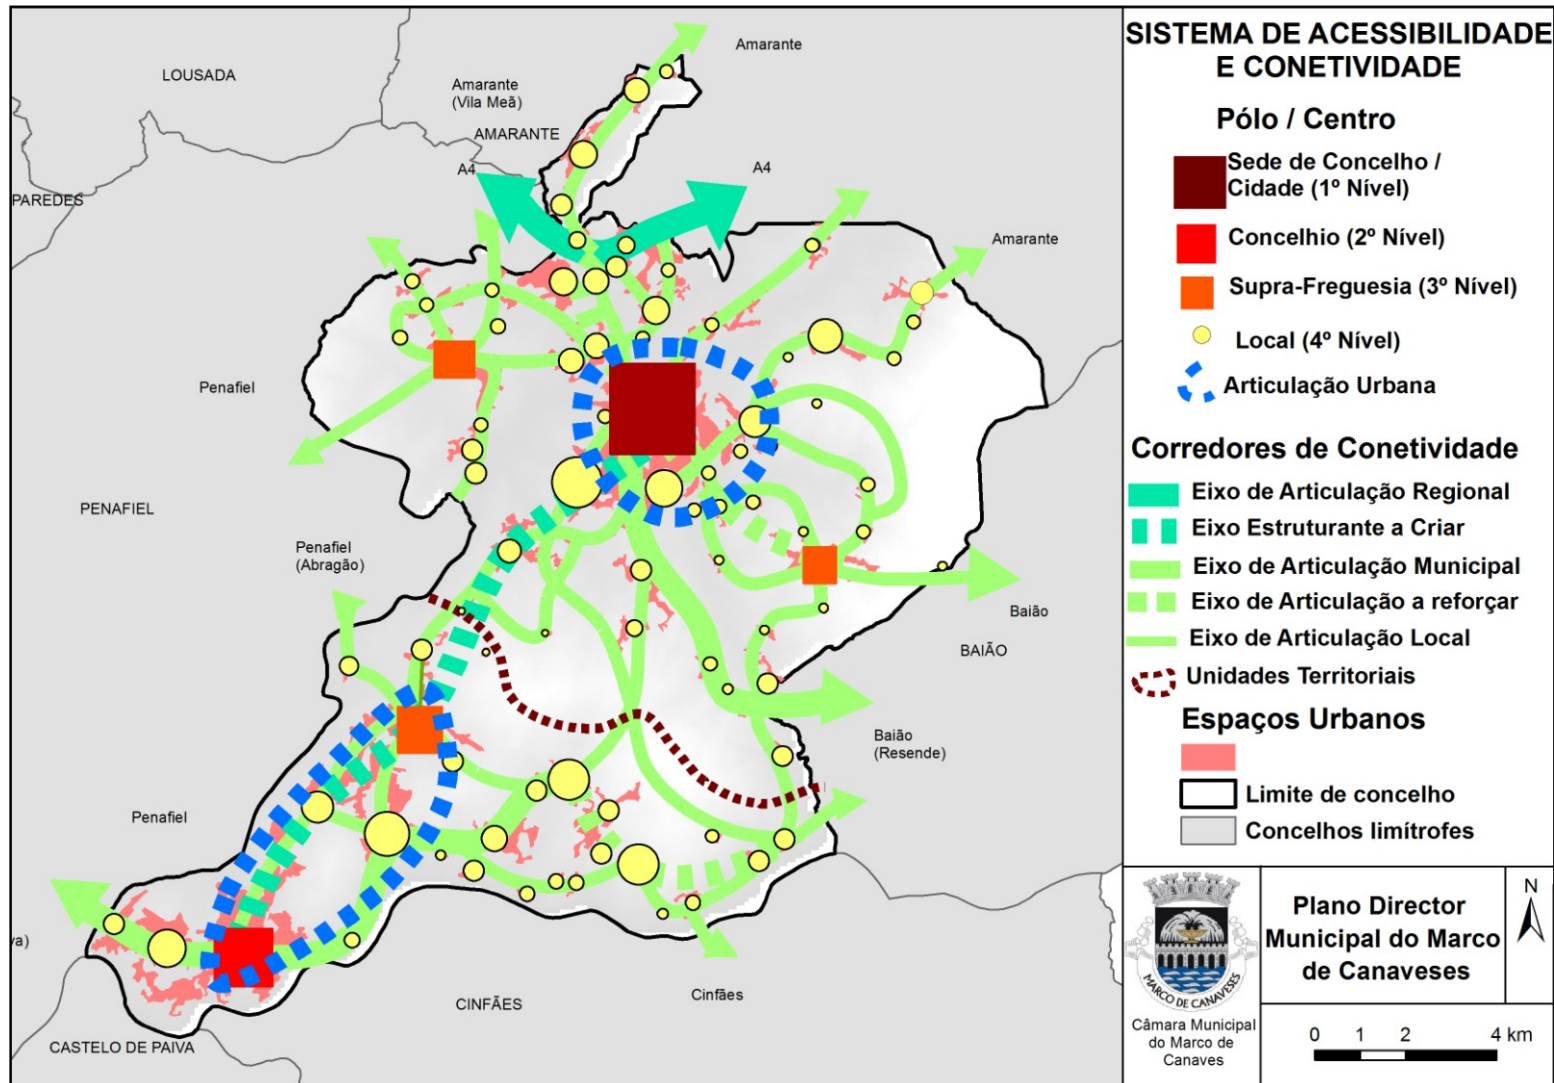 LOUSADA
Amarante
(Vila Meã)
AMARANTE
Amarante
A4
A4
PAREDES
Amarante
Penafiel
PENAFIEL
Penafiel
(Abragão)
Baião
BAIÃO
Baião
(Resende)
Penafiel
va)
CINFÃES
Cinfães
CASTELO DE PAIVA
SISTEMA DE ACESSIBILIDADE
E CONETIVIDADE
Pólo / Centro
Sede de Concelho /
Cidade (1º Nível)
Concelhio (2º Nível)
Supra-Freguesia (3º Nível)
Local (4º Nível)
Articulação Urbana
Corredores de Conetividade
Eixo de Articulação Regional
Eixo Estruturante a Criar
Eixo de Articulação Municipal
Eixo de Articulação a reforçar
Eixo de Articulação Local
Unidades Territoriais
Espaços Urbanos
Limite de concelho
Concelhos limítrofes
MARCO DE CANAVESES
Câmara Municipal
do Marco de
Canaves
Plano Director
Municipal do Marco
de Canaveses
N
0 1 2 4 km